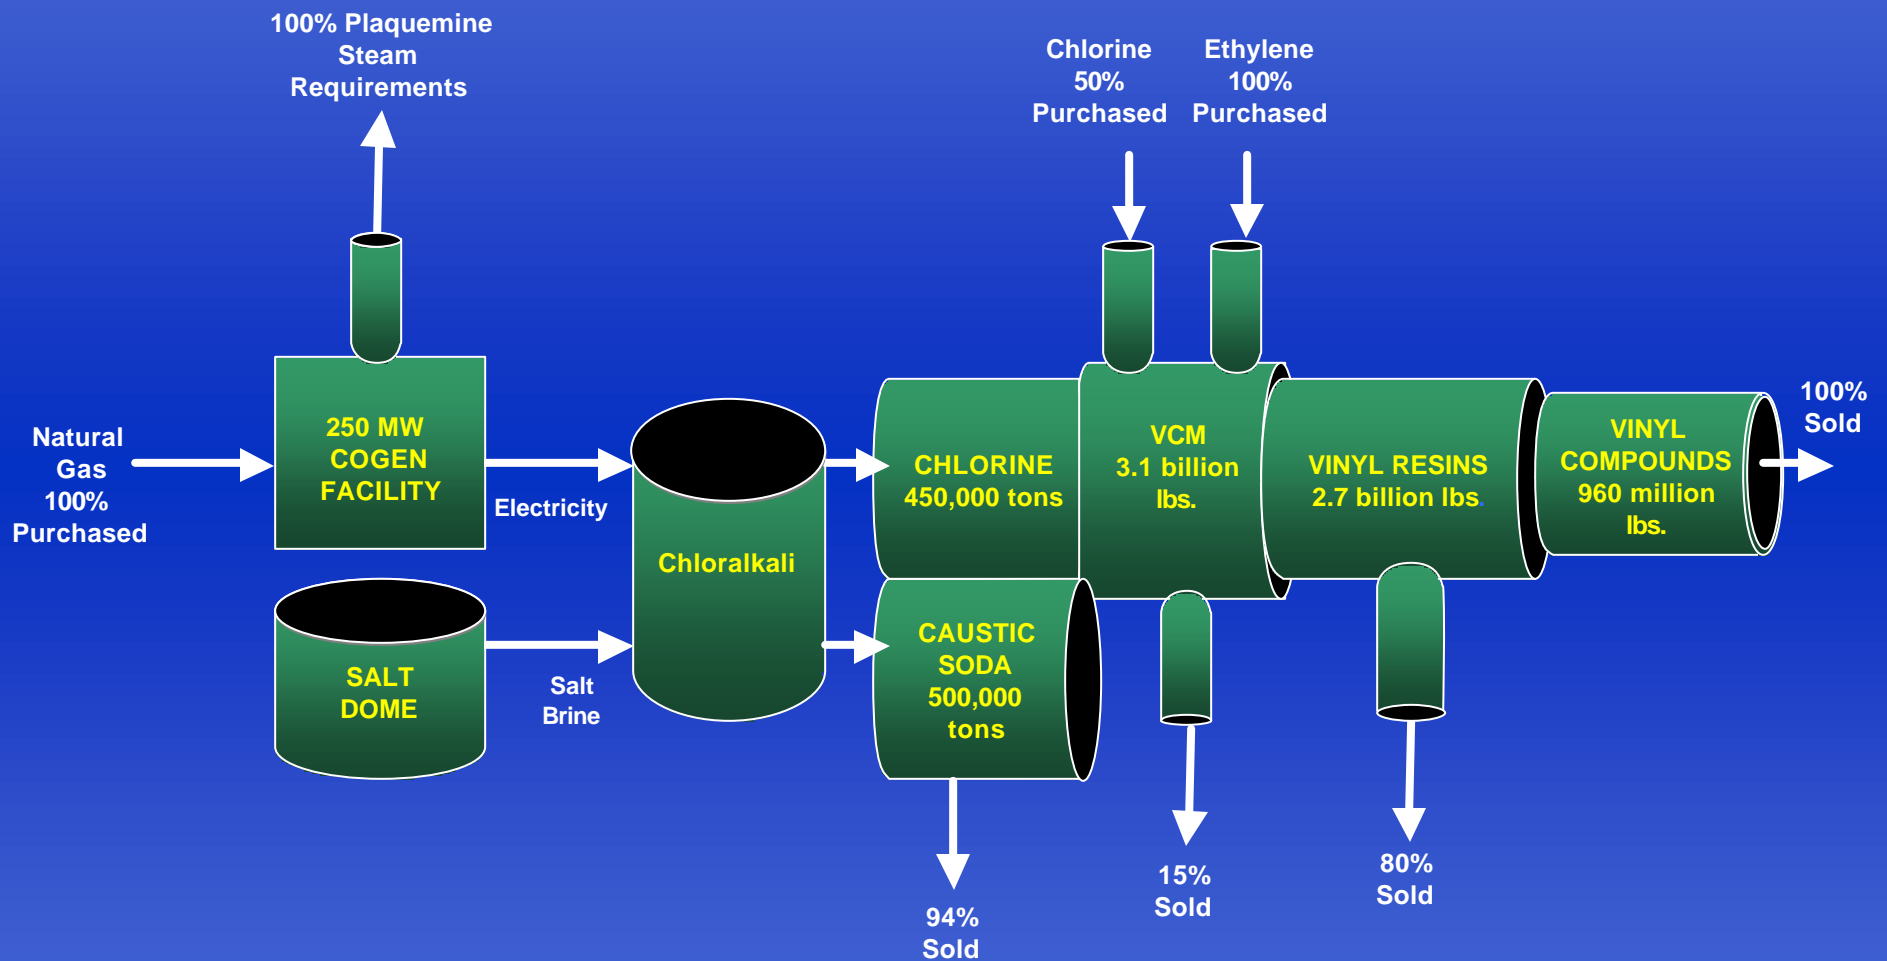 100% Plaquemine
Steam
Requirements
Chlorine
50%
Purchased
Ethylene
100%
Purchased
Natural
Gas
100%
Purchased
250 MW
COGEN
FACILITY
Electricity
SALT
DOME
Salt
Brine
Chloralkali
CHLORINE
450,000 tons
CAUSTIC
SODA
500,000
tons
94%
Sold
VCM
3.1 billion
lbs.
15%
Sold
VINYL RESINS
2.7 billion lbs.
80%
Sold
VINYL
COMPOUNDS
960 million
lbs.
100%
Sold